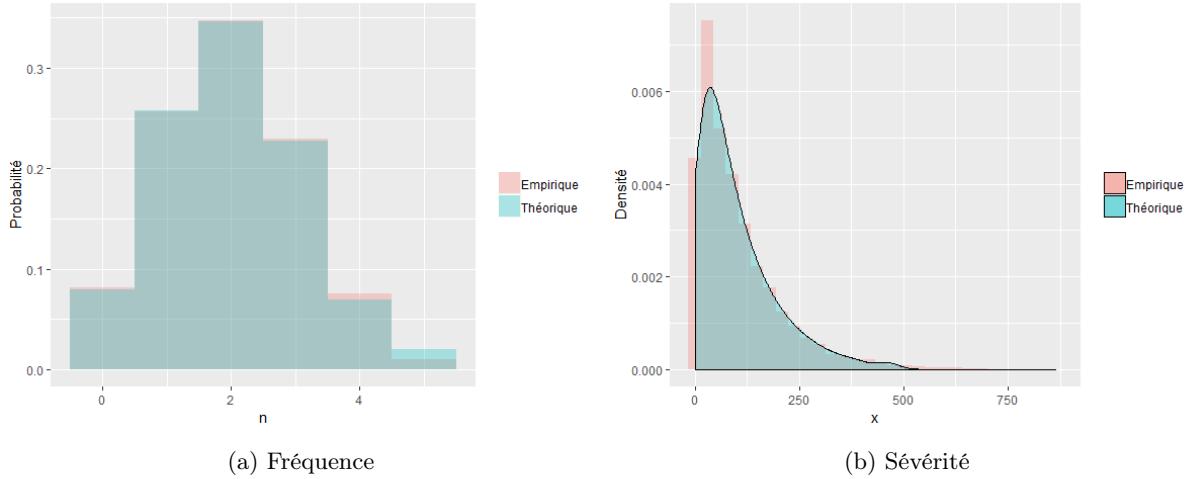 Probabilité
0.3
0.2
0.1
0.0
0
2
4
n
Empirique
Théorique
(a) Fréquence
Densité
0.006
0.004
0.002
0.000
0
250
500
750
x
Empirique
Théorique
(b) Sévérité